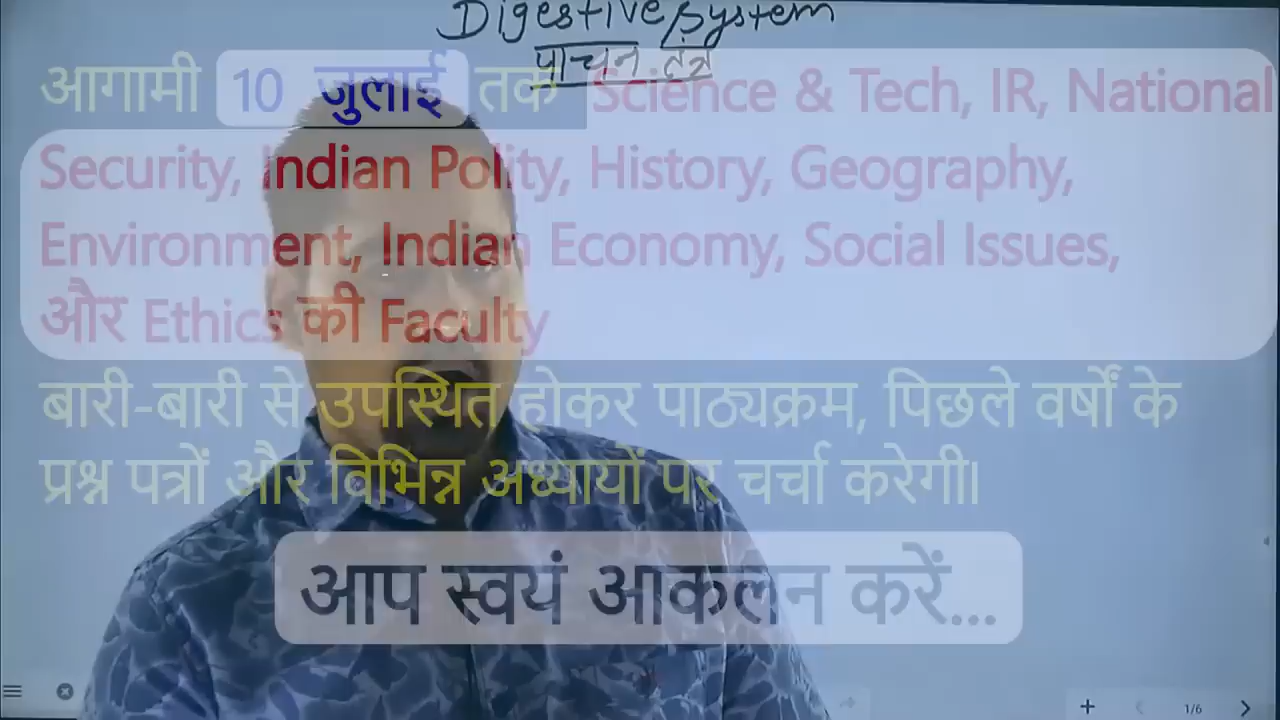 Digestive System
पाचन तंत्र
आगामी 10 जुलाई तक Science & Tech, IR, National
Security, Indian Polity, History, Geography,
Environment, Indian Economy, Social Issues,
और Ethics की Faculty
बारी-बारी से उपस्थित होकर पाठ्यक्रम, पिछले वर्षों के
प्रश्न पत्रों और विभिन्न अध्यायों पर चर्चा करेगी।
आप स्वयं आकलन करें...
1/6